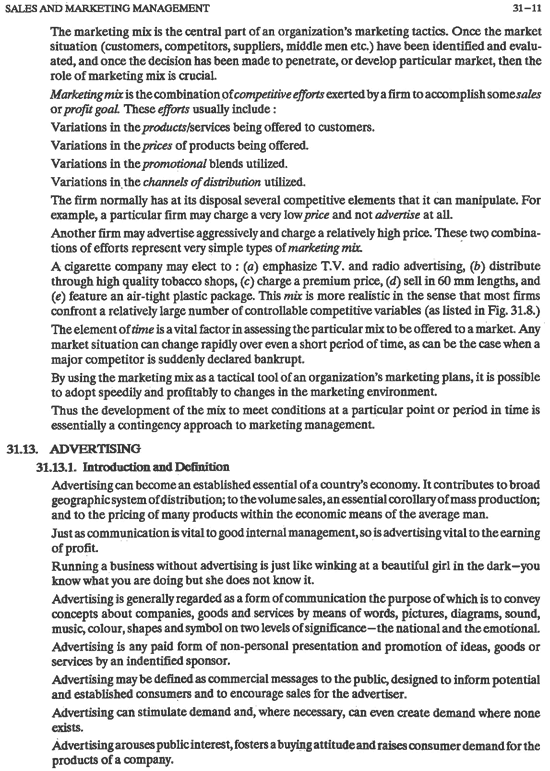 SALES AND MARKETING MANAGEMENT 31–11
The marketing mix is the central part of an organization's marketing tactics. Once the market
situation (customers, competitors, suppliers, middle men etc.) have been identified and evalu-
ated, and once the decision has been made to penetrate, or develop particular market, then the
role of marketing mix is crucial.
Marketing mix is the combination of competitive efforts exerted by a firm to accomplish some sales
or profit goal. These efforts usually include :
Variations in the products/services being offered to customers.
Variations in the prices of products being offered.
Variations in the promotional blends utilized.
Variations in the channels of distribution utilized.
The firm normally has at its disposal several competitive elements that it can manipulate. For
example, a particular firm may charge a very low price and not advertise at all.
Another firm may advertise aggressively and charge a relatively high price. These two combina-
tions of efforts represent very simple types of marketing mix.
A cigarette company may elect to : (a) emphasize T.V. and radio advertising, (b) distribute
through high quality tobacco shops, (c) charge a premium price, (d) sell in 60 mm lengths, and
(e) feature an air-tight plastic package. This mix is more realistic in the sense that most firms
confront a relatively large number of controllable competitive variables (as listed in Fig. 31.8.)
The element of time is a vital factor in assessing the particular mix to be offered to a market. Any
market situation can change rapidly over even a short period of time, as can be the case when a
major competitor is suddenly declared bankrupt.
By using the marketing mix as a tactical tool of an organization's marketing plans, it is possible
to adopt speedily and profitably to changes in the marketing environment.
Thus the development of the mix to meet conditions at a particular point or period in time is
essentially a contingency approach to marketing management.
31.13. ADVERTISING
31.13.1. Introduction and Definition
Advertising can become an established essential of a country's economy. It contributes to broad
geographic system of distribution; to the volume sales, an essential corollary of mass production;
and to the pricing of many products within the economic means of the average man.
Just as communication is vital to good internal management, so is advertising vital to the earning
of profit.
Running a business without advertising is just like winking at a beautiful girl in the dark—you
know what you are doing but she does not know it.
Advertising is generally regarded as a form of communication the purpose of which is to convey
concepts about companies, goods and services by means of words, pictures, diagrams, sound,
music, colour, shapes and symbol on two levels of significance—the national and the emotional.
Advertising is any paid form of non-personal presentation and promotion of ideas, goods or
services by an indentified sponsor.
Advertising may be defined as commercial messages to the public, designed to inform potential
and established consumers and to encourage sales for the advertiser.
Advertising can stimulate demand and, where necessary, can even create demand where none
exists.
Advertising arouses public interest, fosters a buying attitude and raises consumer demand for the
products of a company.